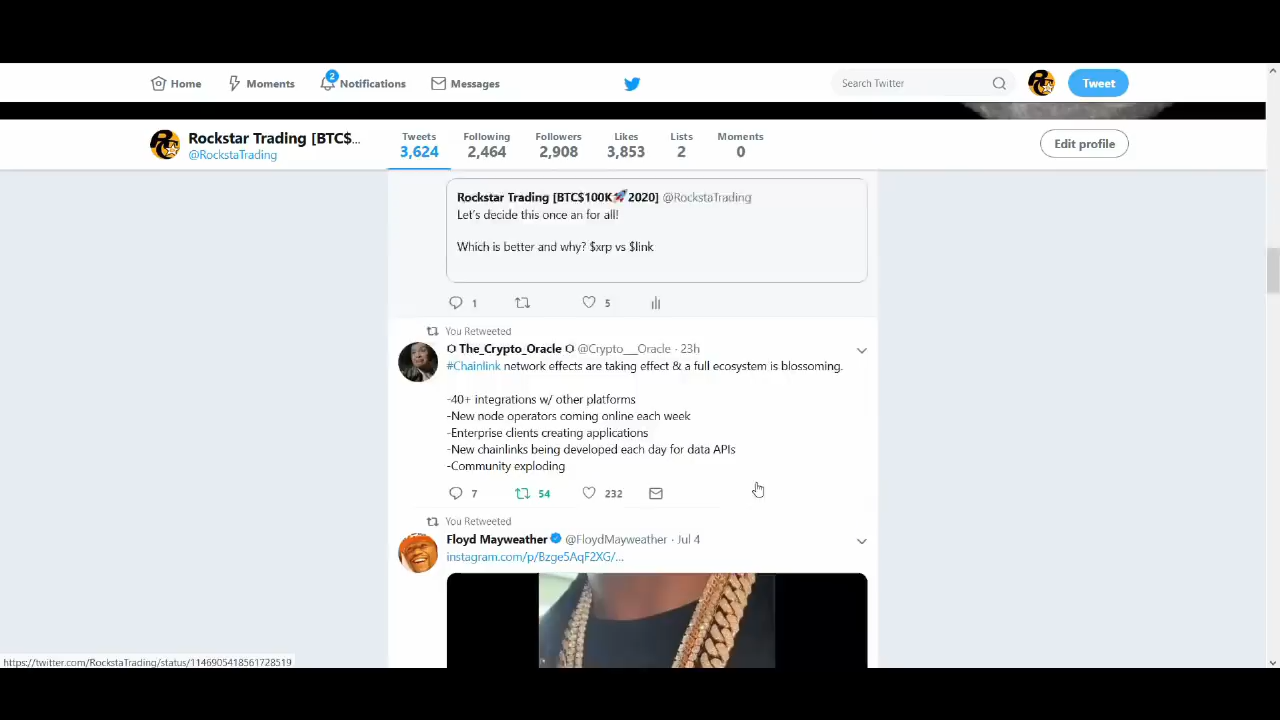 Home
Moments
2
Notifications
Messages
Search Twitter
Tweet
Rockstar Trading [BTC$...
@RockstaTrading
Tweets
3,624
Following
2,464
Followers
2,908
Likes
3,853
Lists
2
Moments
0
Edit profile
Rockstar Trading [BTC$100K🚀2020] @RockstaTrading
Let's decide this once an for all!
Which is better and why? $xrp vs $link
1
5
You Retweeted
The_Crypto_Oracle @Crypto___Oracle · 23h
#Chainlink network effects are taking effect & a full ecosystem is blossoming.
-40+ integrations w/ other platforms
-New node operators coming online each week
-Enterprise clients creating applications
-New chainlinks being developed each day for data APIs
-Community exploding
7
54
232
You Retweeted
Floyd Mayweather @FloydMayweather · Jul 4
instagram.com/p/Bzge5AqF2XG/...
https://twitter.com/RockstaTrading/status/1146905418561728519